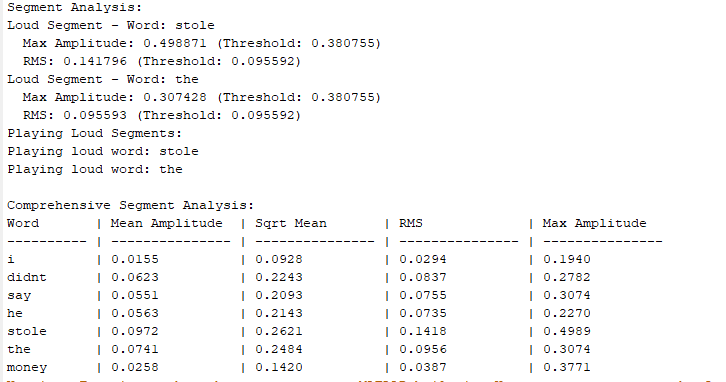 Segment Analysis:
Loud Segment - Word: stole
Max Amplitude: 0.498871 (Threshold: 0.380755)
RMS: 0.141796 (Threshold: 0.095592)
Loud Segment - Word: the
Max Amplitude: 0.307428 (Threshold: 0.380755)
RMS: 0.095593 (Threshold: 0.095592)
Playing Loud Segments:
Playing loud word: stole
Playing loud word: the
Comprehensive Segment Analysis:
Word | Mean Amplitude | Sqrt Mean | RMS | Max Amplitude
---------- | --------------- | --------------- | --------------- | ---------------
i | 0.0155 | 0.0928 | 0.0294 | 0.1940
didnt | 0.0623 | 0.2243 | 0.0837 | 0.2782
say | 0.0551 | 0.2093 | 0.0755 | 0.3074
he | 0.0563 | 0.2143 | 0.0735 | 0.2270
stole | 0.0972 | 0.2621 | 0.1418 | 0.4989
the | 0.0741 | 0.2484 | 0.0956 | 0.3074
money | 0.0258 | 0.1420 | 0.0387 | 0.3771